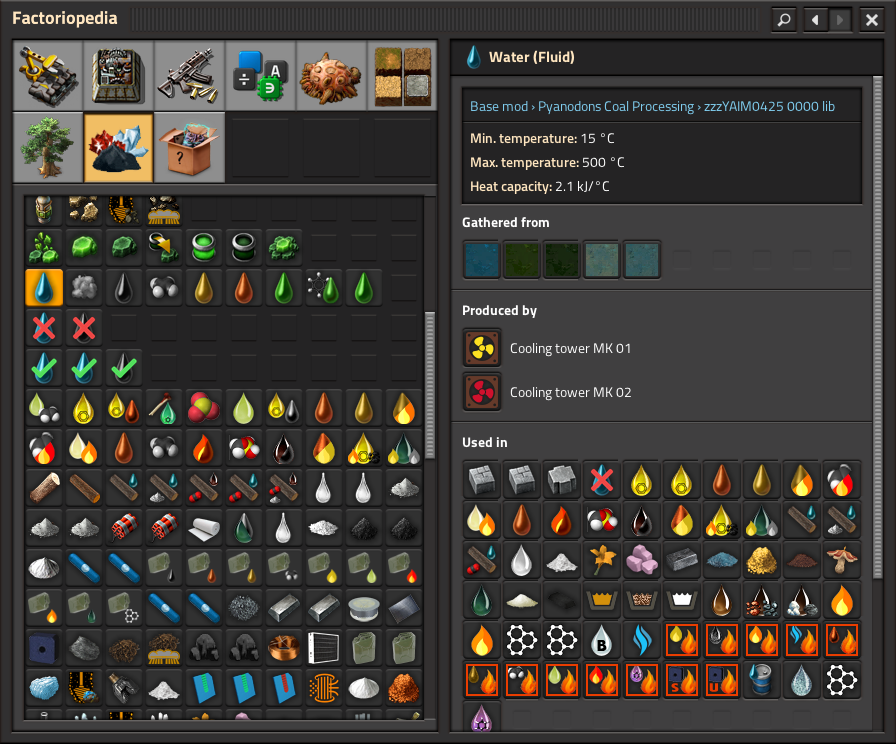 Factoriopedia
Water (Fluid)
Base mod › Pyanodons Coal Processing › zzzYAIM0425 0000 lib
Min. temperature: 15 °C
Max. temperature: 500 °C
Heat capacity: 2.1 kJ/°C
Gathered from
Produced by
Cooling tower MK 01
Cooling tower MK 02
Used in
A
?
B
S
U